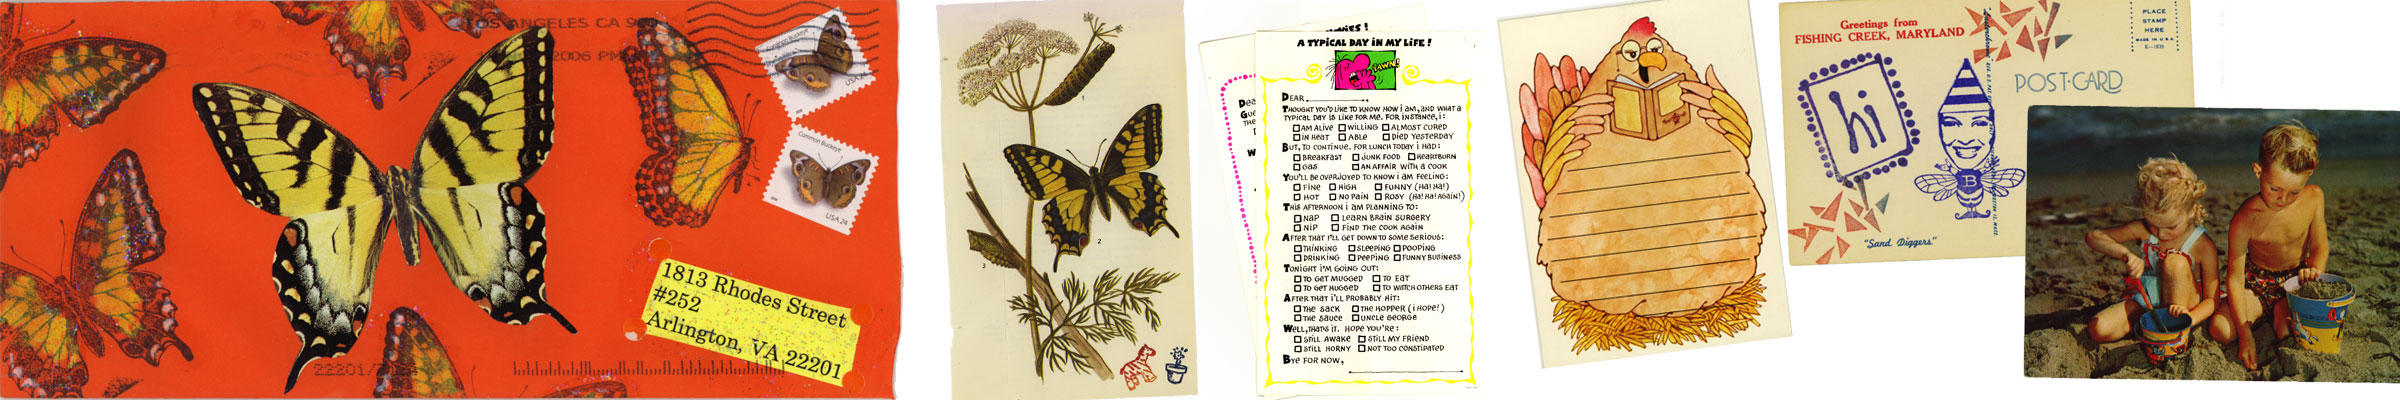 LOS ANGELES CA
2006 PM
Common Buckeye
USA 24
Common Buckeye
USA 24
1813 Rhodes Street
#252
Arlington, VA 22201
22201
1
2
3
A TYPICAL DAY IN MY LIFE!
YAWN!
DEAR
THOUGHT YOU'D LIKE TO KNOW HOW I AM, AND WHAT A
TYPICAL DAY IS LIKE FOR ME. FOR INSTANCE, I:
AM ALIVE WILLING ALMOST CURED
IN HEAT ABLE DIED YESTERDAY
BUT, TO CONTINUE. FOR LUNCH TODAY I HAD:
BREAKFAST JUNK FOOD HEARTBURN
GAS AN AFFAIR WITH A COOK
YOU'LL BE OVERJOYED TO KNOW I AM FEELING:
FINE HIGH FUNNY (HA! HA!)
HOT NO PAIN ROSY (HA! HA! AGAIN!)
THIS AFTERNOON I AM PLANNING TO:
NAP LEARN BRAIN SURGERY
NIP FIND THE COOK AGAIN
AFTER THAT I'LL GET DOWN TO SOME SERIOUS:
THINKING SLEEPING POOPING
DRINKING PEEPING FUNNY BUSINESS
TONIGHT I'M GOING OUT:
TO GET MUGGED TO EAT
TO GET HUGGED TO WATCH OTHERS EAT
AFTER THAT I'LL PROBABLY HIT:
THE SACK THE HOPPER (I HOPE!)
THE SAUCE UNCLE GEORGE
WELL, THAT'S IT. HOPE YOU'RE:
STILL AWAKE STILL MY FRIEND
STILL HORNY NOT TOO CONSTIPATED
BYE FOR NOW,
Greetings from
FISHING CREEK, MARYLAND
hi
B
"Sand Diggers."
POST-CARD
PLACE
STAMP
HERE
MADE IN U.S.A.